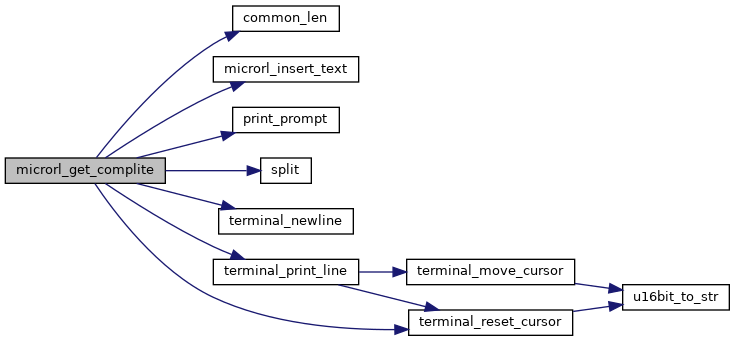 common_len
microrl_insert_text
print_prompt
microrl_get_complite
split
terminal_newline
terminal_print_line
terminal_move_cursor
u16bit_to_str
terminal_reset_cursor